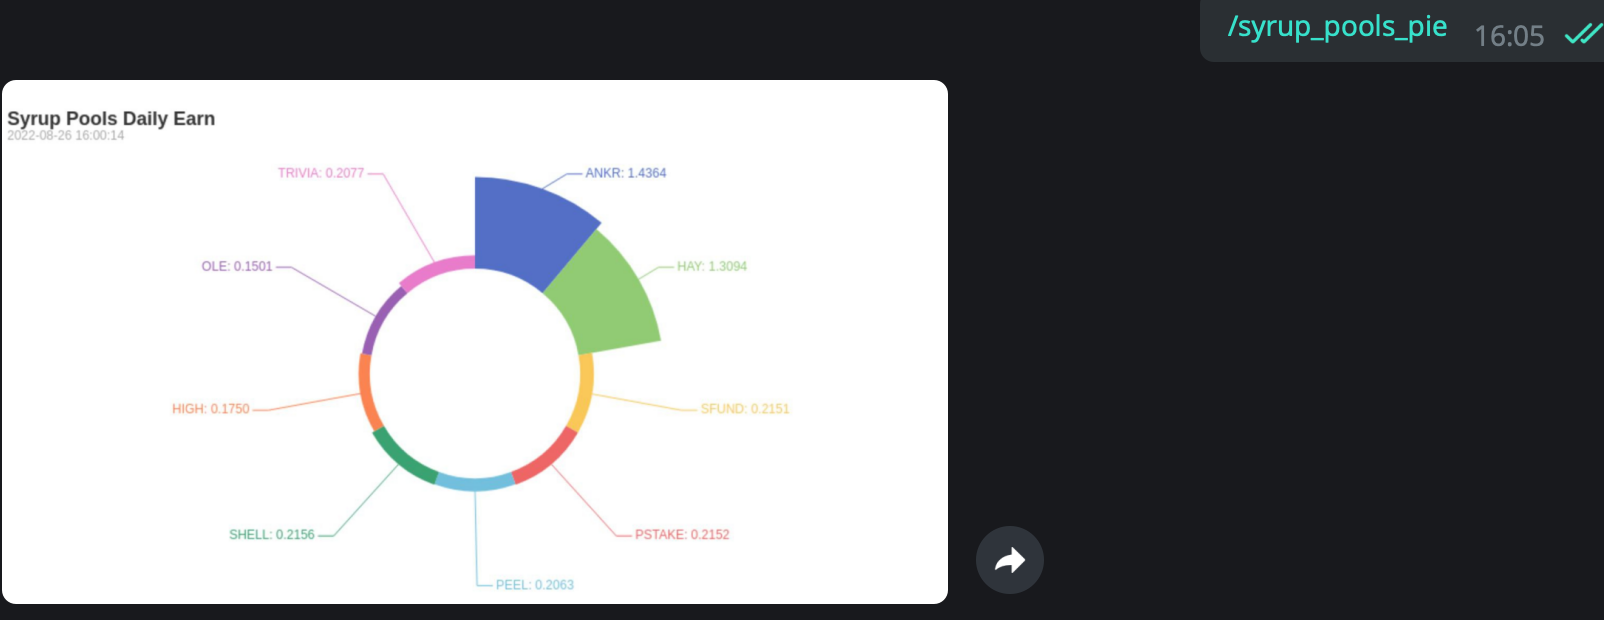 /syrup_pools_pie 16:05
Syrup Pools Daily Earn
2022-08-26 16:00:14
TRIVIA: 0.2077
ANKR: 1.4364
OLE: 0.1501
HAY: 1.3094
HIGH: 0.1750
SFUND: 0.2151
SHELL: 0.2156
PSTAKE: 0.2152
PEEL: 0.2063